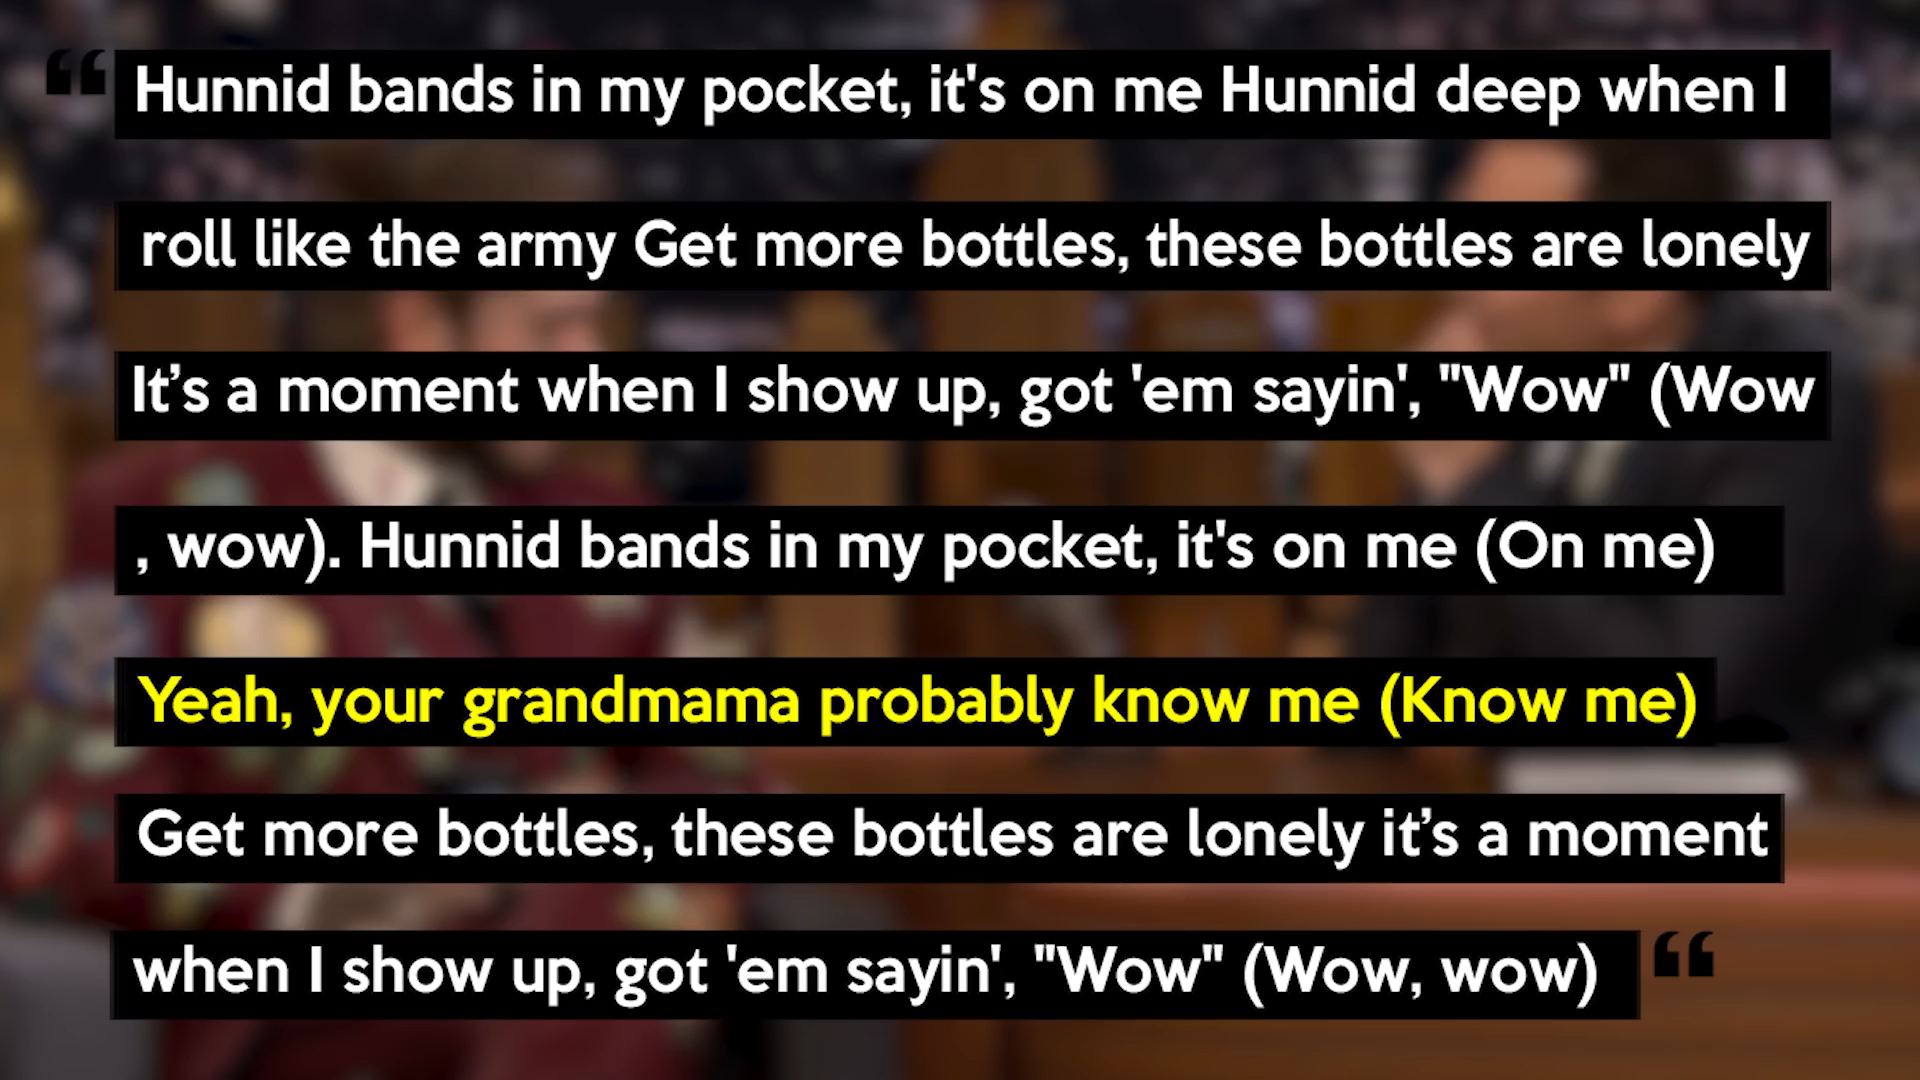 “ Hunnid bands in my pocket, it's on me Hunnid deep when I
roll like the army Get more bottles, these bottles are lonely
It’s a moment when I show up, got 'em sayin', "Wow" (Wow
, wow). Hunnid bands in my pocket, it's on me (On me)
Yeah, your grandmama probably know me (Know me)
Get more bottles, these bottles are lonely it’s a moment
when I show up, got 'em sayin', "Wow" (Wow, wow) “